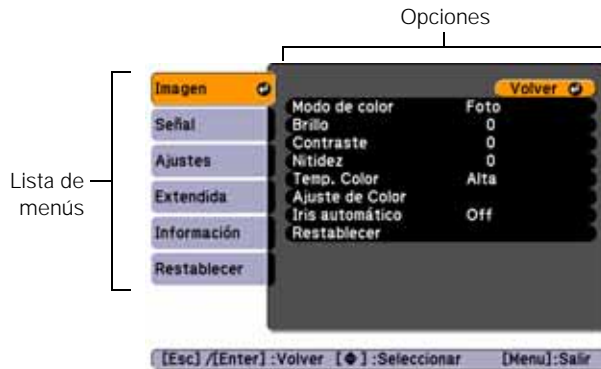 Opciones
Lista de
menús
Imagen
Señal
Ajustes
Extendida
Información
Restablecer
Volver
Modo de color Foto
Brillo 0
Contraste 0
Nitidez 0
Temp. Color Alta
Ajuste de Color
Iris automático Off
Restablecer
[Esc] /[Enter] :Volver [◆] :Seleccionar [Menu]:Salir